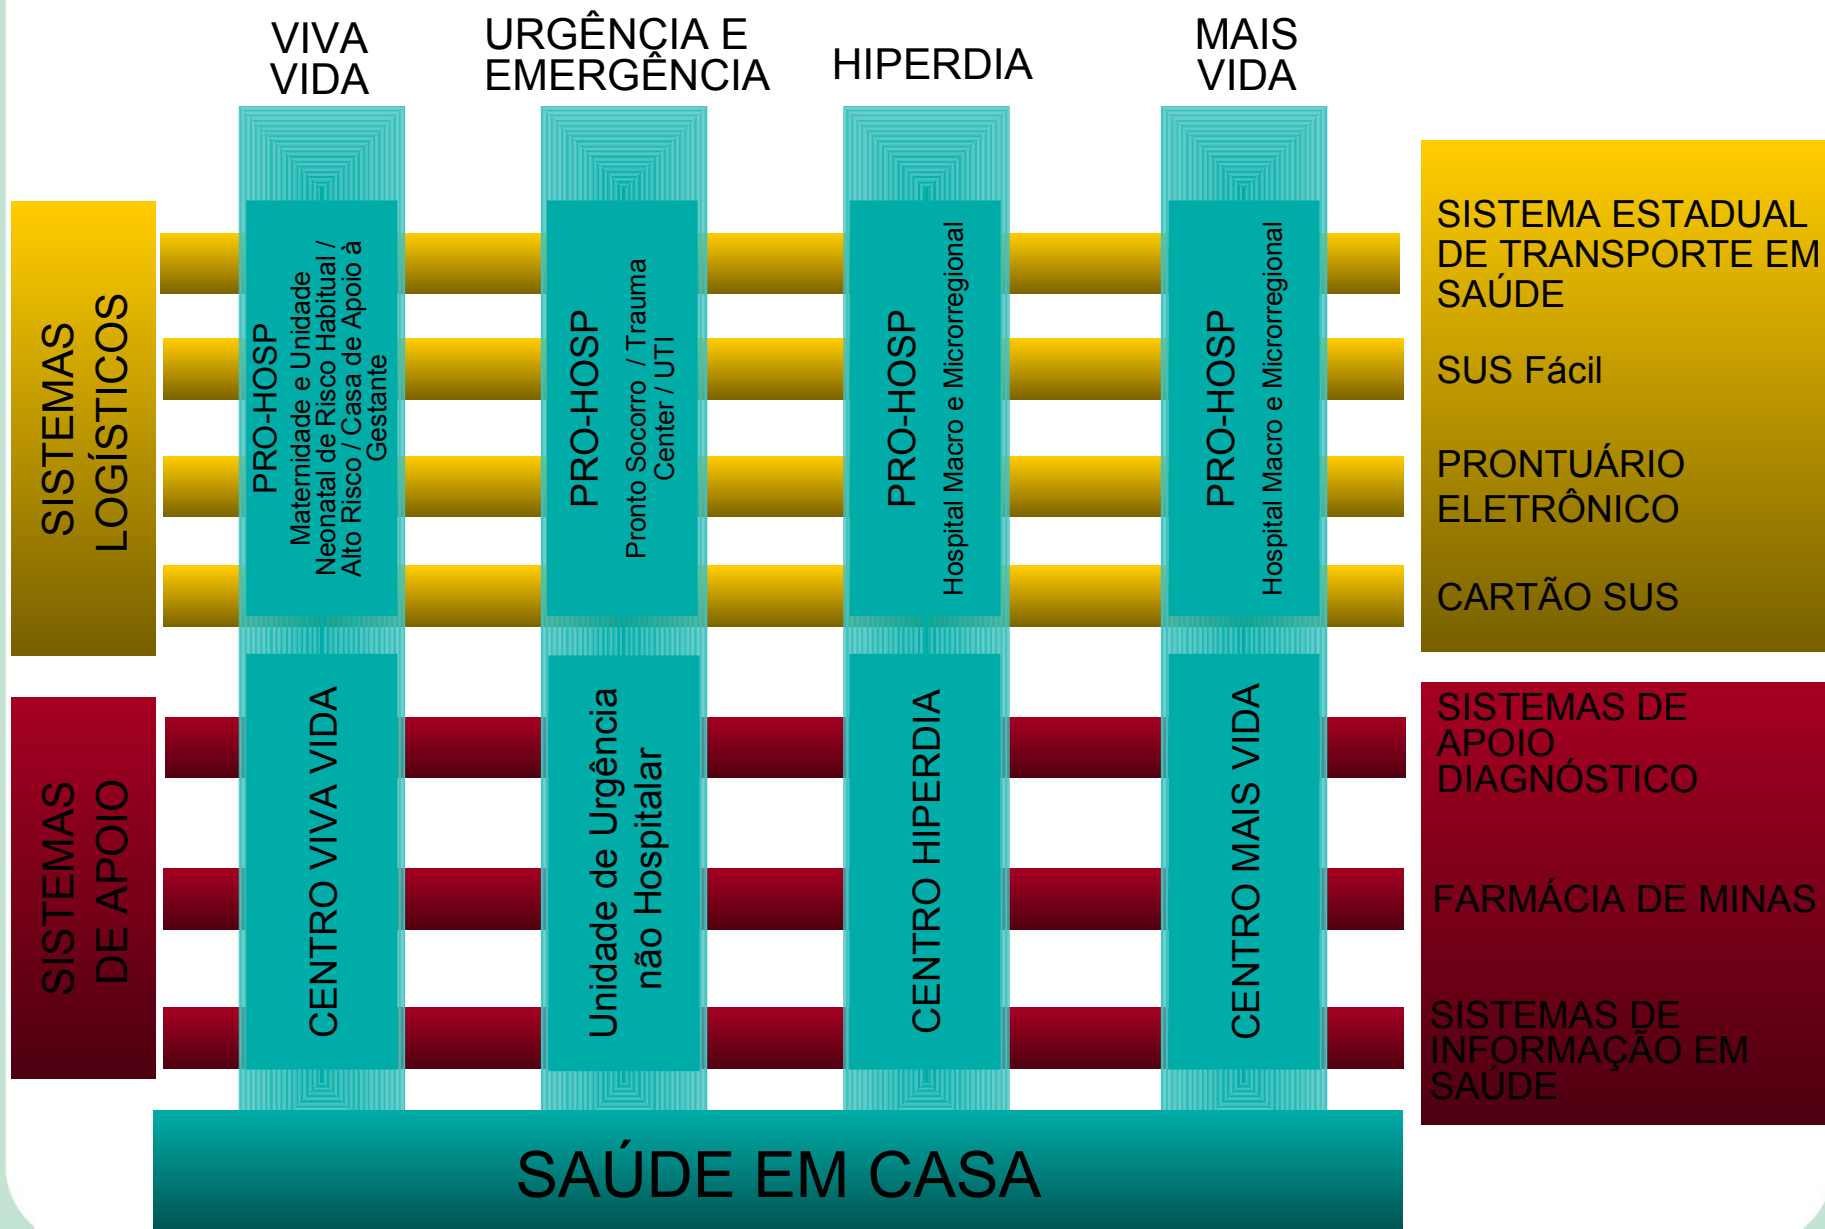 VIVA
VIDA
URGÊNCIA E
EMERGÊNCIA
HIPERDIA
MAIS
VIDA
SISTEMAS
LOGÍSTICOS
PRO-HOSP
Maternidade e Unidade
Neonatal de Risco Habitual /
Alto Risco / Casa de Apoio à
Gestante
PRO-HOSP
Pronto Socorro / Trauma
Center / UTI
PRO-HOSP
Hospital Macro e Microrregional
PRO-HOSP
Hospital Macro e Microrregional
SISTEMA ESTADUAL
DE TRANSPORTE EM
SAÚDE
SUS Fácil
PRONTUÁRIO
ELETRÔNICO
CARTÃO SUS
SISTEMAS
DE APOIO
CENTRO VIVA VIDA
Unidade de Urgência
não Hospitalar
CENTRO HIPERDIA
CENTRO MAIS VIDA
SISTEMAS DE
APOIO
DIAGNÓSTICO
FARMÁCIA DE MINAS
SISTEMAS DE
INFORMAÇÃO EM
SAÚDE
SAÚDE EM CASA